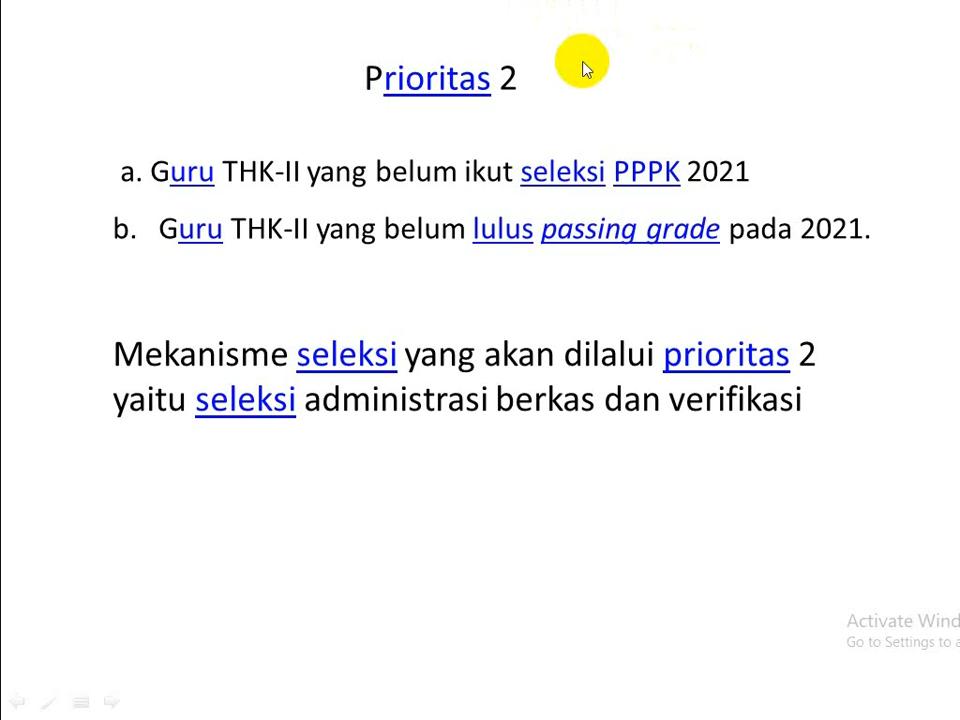 Prioritas 2
a. Guru THK-II yang belum ikut seleksi PPPK 2021
b. Guru THK-II yang belum lulus passing grade pada 2021.
Mekanisme seleksi yang akan dilalui prioritas 2
yaitu seleksi administrasi berkas dan verifikasi
Activate Wind
Go to Settings to a